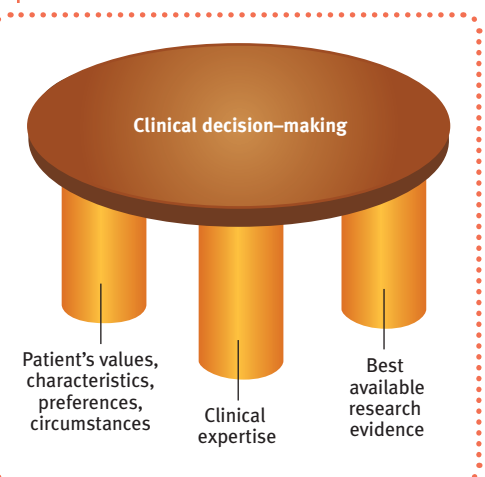 Clinical decision–making
Patient's values,
characteristics,
preferences,
circumstances
Clinical
expertise
Best
available
research
evidence